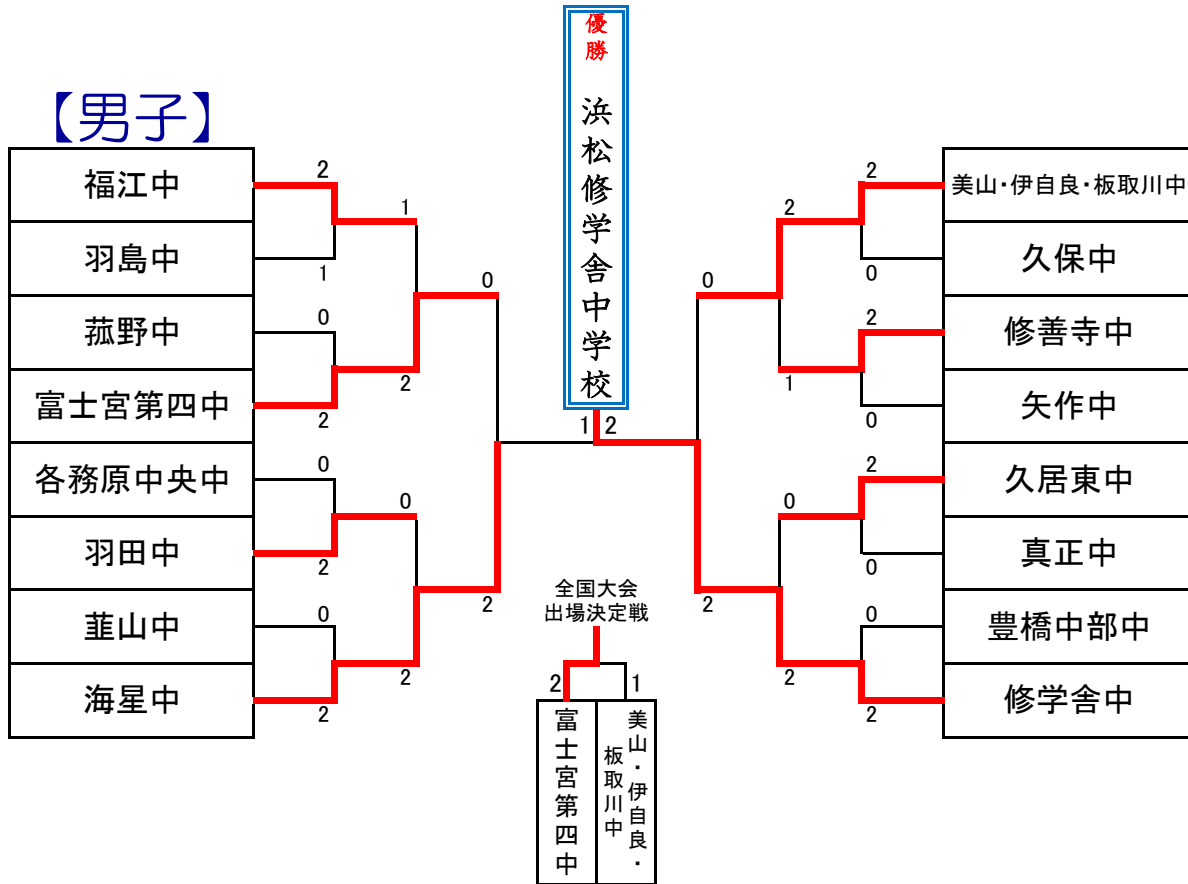 優勝 浜松修学舎中学校
【男子】
福江中
羽島中
菰野中
富士宮第四中
各務原中央中
羽田中
韮山中
海星中
2
1
0
2
0
2
0
2
1
2
0
2
0
2
1 2
美山・伊自良・板取川中
久保中
修善寺中
矢作中
久居東中
真正中
豊橋中部中
修学舎中
2
0
2
0
2
0
0
2
2
1
0
2
0
2
全国大会
出場決定戦
2 1
富士宮第四中
美山・伊自良・
板取川中